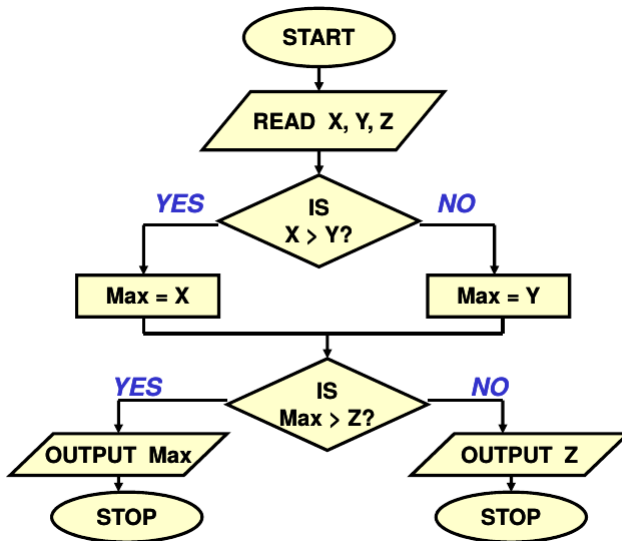 START
READ X, Y, Z
YES
IS
NO
X > Y?
Max = X
Max = Y
YES
IS
NO
Max > Z?
OUTPUT Max
OUTPUT Z
STOP
STOP